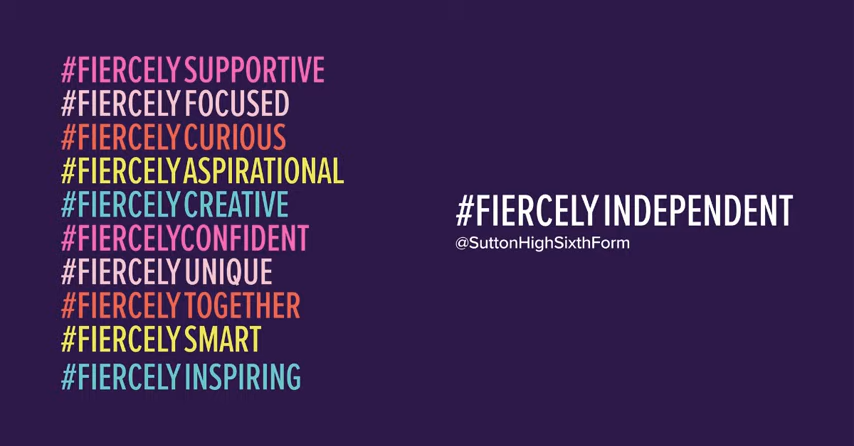 #FIERCELY SUPPORTIVE
#FIERCELY FOCUSED
#FIERCELY CURIOUS
#FIERCELY ASPIRATIONAL
#FIERCELY CREATIVE
#FIERCELYCONFIDENT
#FIERCELY UNIQUE
#FIERCELY TOGETHER
#FIERCELY SMART
#FIERCELY INSPIRING
#FIERCELY INDEPENDENT
@SuttonHighSixthForm